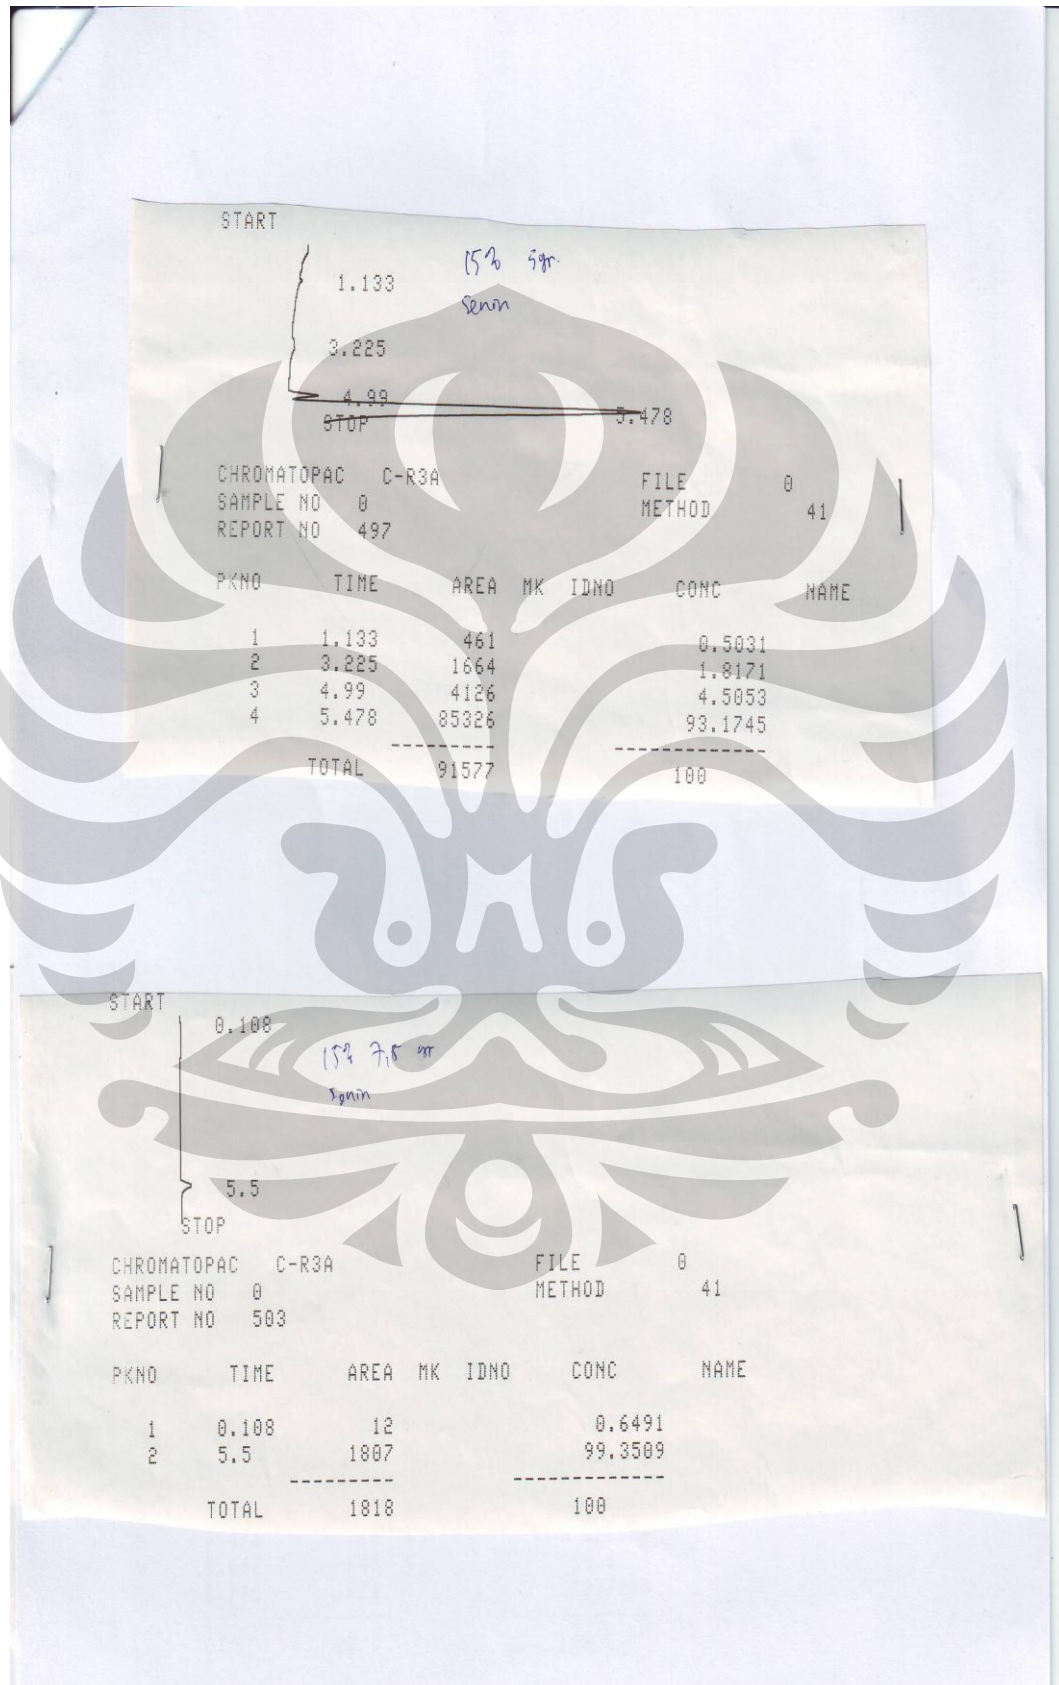 START
15% 5gr.
1.133
Senin
3.225
4.99
5.478
STOP
CHROMATOPAC C-R3A FILE 0
SAMPLE NO 0 METHOD 41
REPORT NO 497
PKNO TIME AREA MK IDNO CONC NAME
1 1.133 461 0.5031
2 3.225 1664 1.8171
3 4.99 4126 4.5053
4 5.478 85326 93.1745
TOTAL 91577 100
START
0.108
15% 7,5 gr
Senin
5.5
STOP
CHROMATOPAC C-R3A FILE 0
SAMPLE NO 0 METHOD 41
REPORT NO 503
PKNO TIME AREA MK IDNO CONC NAME
1 0.108 12 0.6491
2 5.5 1807 99.3509
TOTAL 1818 100